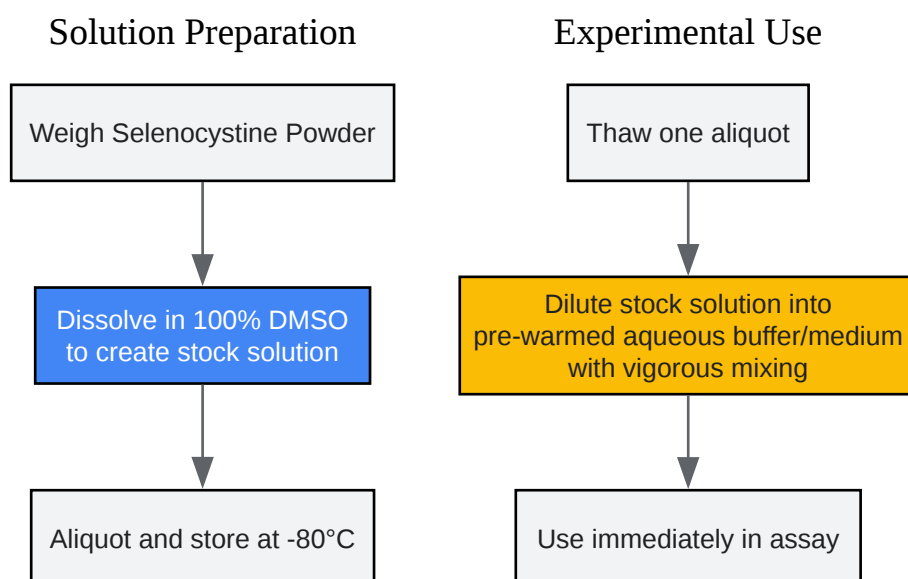 Solution Preparation
Weigh Selenocystine Powder
Dissolve in 100% DMSO
to create stock solution
Aliquot and store at -80°C
Experimental Use
Thaw one aliquot
Dilute stock solution into
pre-warmed aqueous buffer/medium
with vigorous mixing
Use immediately in assay